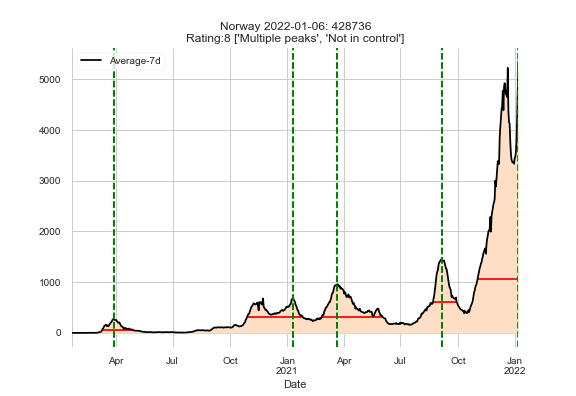 Norway 2022-01-06: 428736
Rating:8 ['Multiple peaks', 'Not in control']
Average-7d
5000
4000
3000
2000
1000
0
Apr Jul Oct Jan Apr Jul Oct Jan
2021 2022
Date